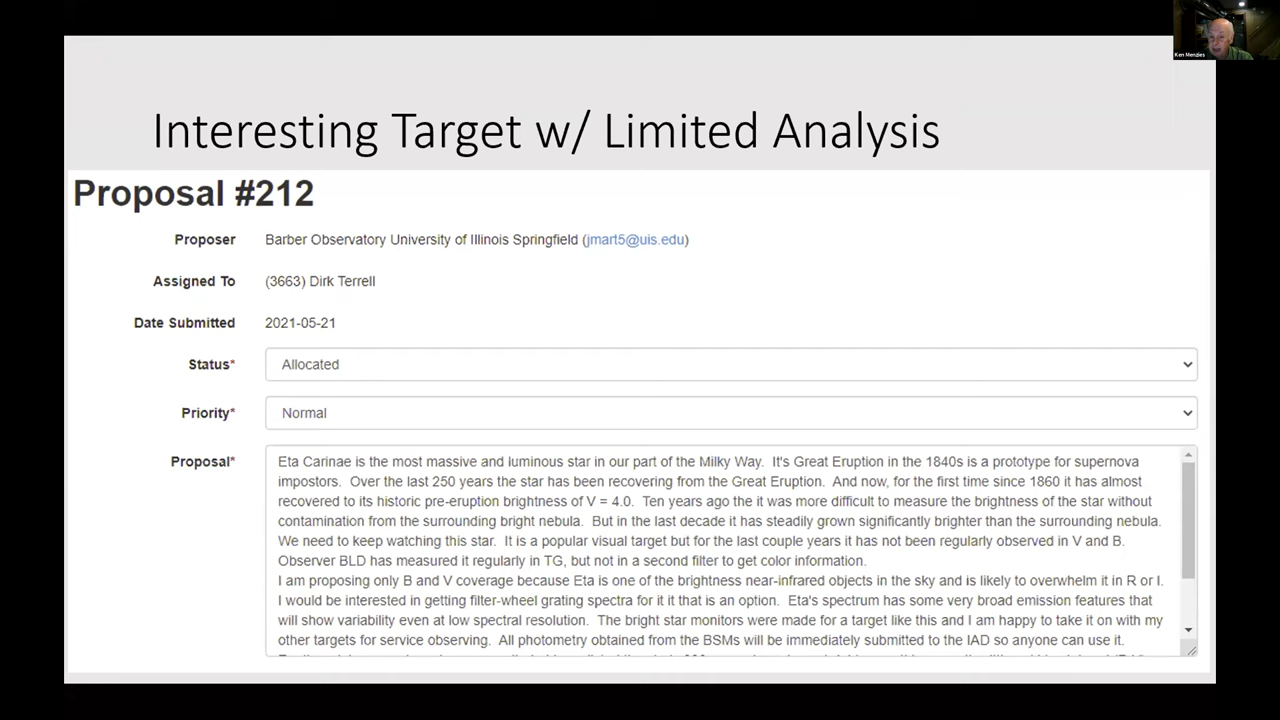 Ken Menzies
Interesting Target w/ Limited Analysis
Proposal #212
Proposer Barber Observatory University of Illinois Springfield (jmart5@uis.edu)
Assigned To (3663) Dirk Terrell
Date Submitted 2021-05-21
Status* Allocated
Priority* Normal
Proposal* Eta Carinae is the most massive and luminous star in our part of the Milky Way. It's Great Eruption in the 1840s is a prototype for supernova
impostors. Over the last 250 years the star has been recovering from the Great Eruption. And now, for the first time since 1860 it has almost
recovered to its historic pre-eruption brightness of V = 4.0. Ten years ago the it was more difficult to measure the brightness of the star without
contamination from the surrounding bright nebula. But in the last decade it has steadily grown significantly brighter than the surrounding nebula.
We need to keep watching this star. It is a popular visual target but for the last couple years it has not been regularly observed in V and B.
Observer BLD has measured it regularly in TG, but not in a second filter to get color information.
I am proposing only B and V coverage because Eta is one of the brightness near-infrared objects in the sky and is likely to overwhelm it in R or I.
I would be interested in getting filter-wheel grating spectra for it it that is an option. Eta's spectrum has some very broad emission features that
will show variability even at low spectral resolution. The bright star monitors were made for a target like this and I am happy to take it on with my
other targets for service observing. All photometry obtained from the BSMs will be immediately submitted to the IAD so anyone can use it.